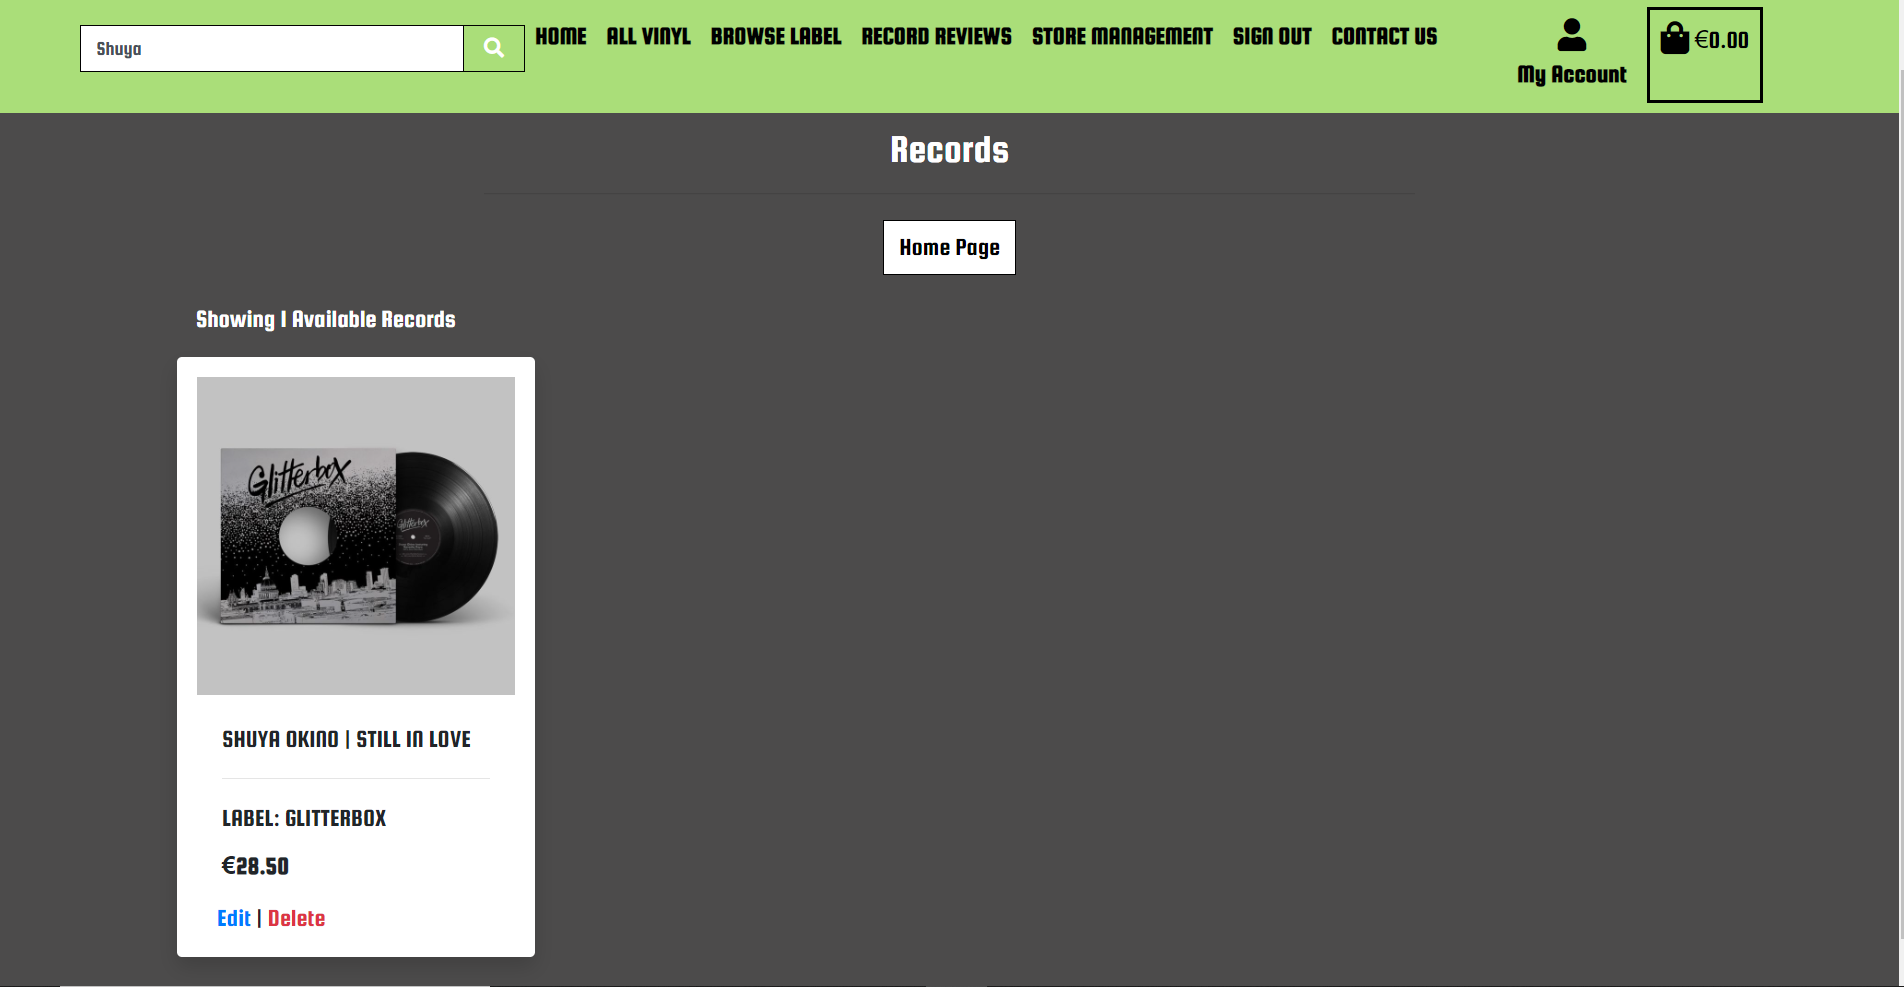 Shuya
HOME ALL VINYL BROWSE LABEL RECORD REVIEWS STORE MANAGEMENT SIGN OUT CONTACT US
My Account
€0.00
Records
Home Page
Showing 1 Available Records
Glitterbox
Glitterbox
SHUYA OKINO | STILL IN LOVE
LABEL: GLITTERBOX
€28.50
Edit | Delete